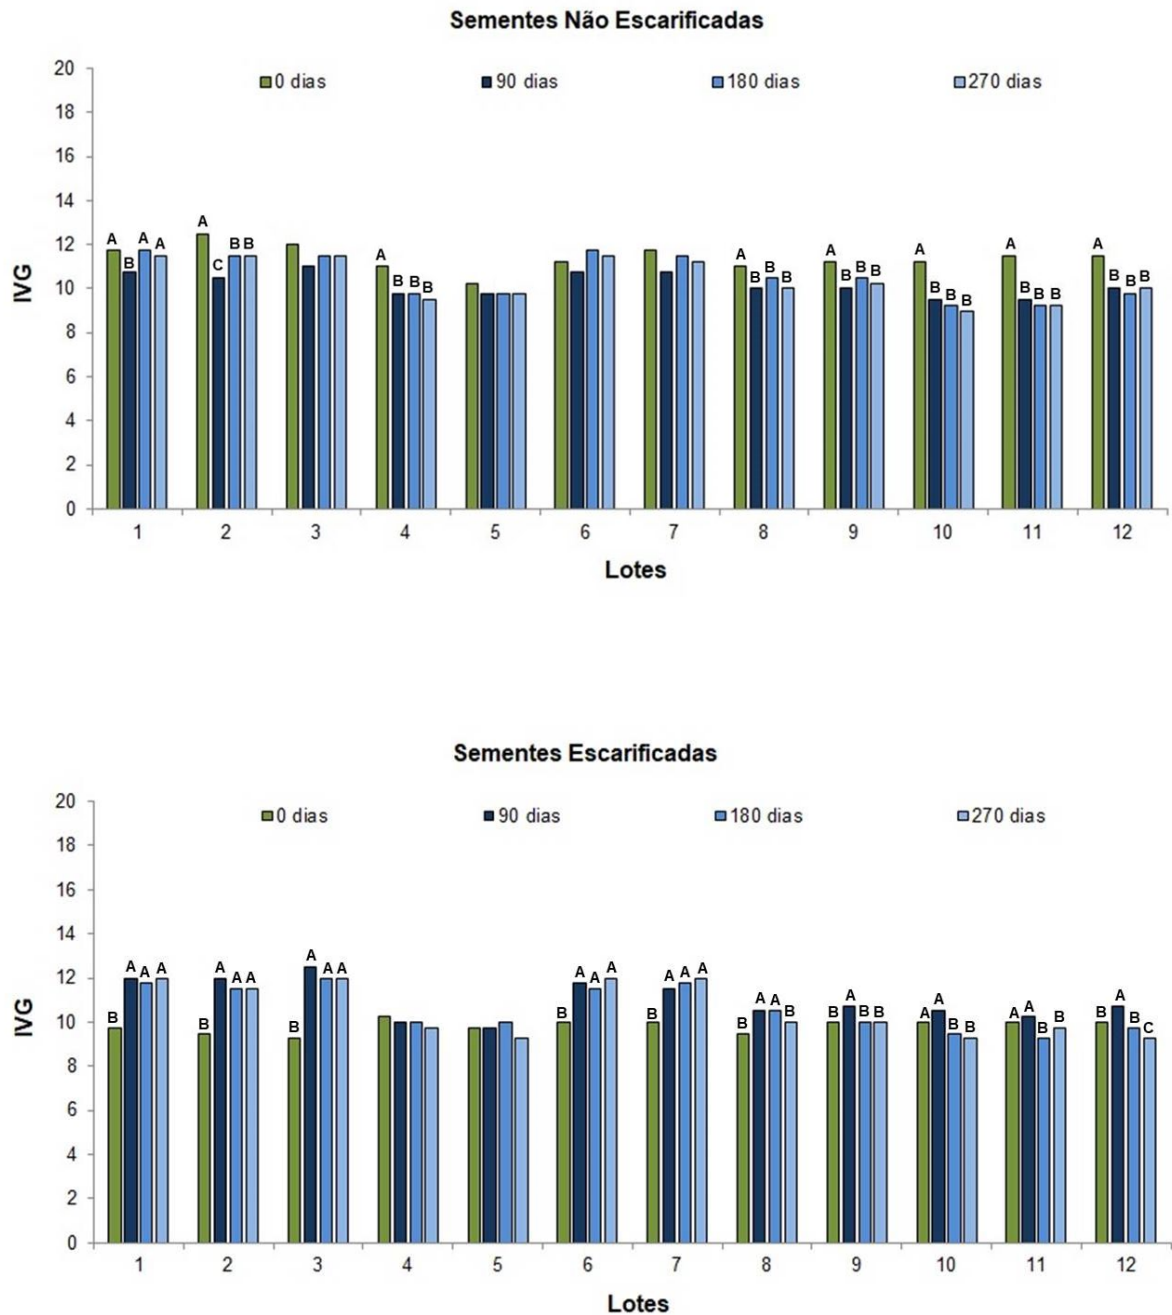 Sementes Não Escarificadas
20
0 dias 90 dias 180 dias 270 dias
18
16
14
A
12
A A A B B
B C A A A A A A
10
B B B B B B B B B B B B B B B B B B
8
6
4
2
0
1 2 3 4 5 6 7 8 9 10 11 12
IVG
Lotes
Sementes Escarificadas
20
0 dias 90 dias 180 dias 270 dias
18
16
14
12
B A A A B A A A B A A A B A A A B A A A B A A B B A B B A A B B A A B B B A B C
10
8
6
4
2
0
1 2 3 4 5 6 7 8 9 10 11 12
IVG
Lotes